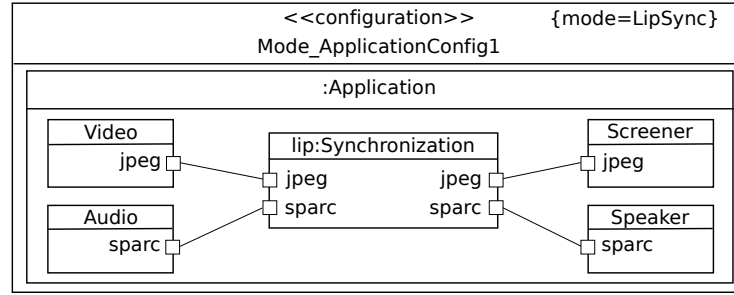 <<configuration>> {mode=LipSync}
Mode_ApplicationConfig1
:Application
Video
jpeg
Audio
sparc
lip:Synchronization
jpeg jpeg
sparc sparc
Screener
jpeg
Speaker
sparc